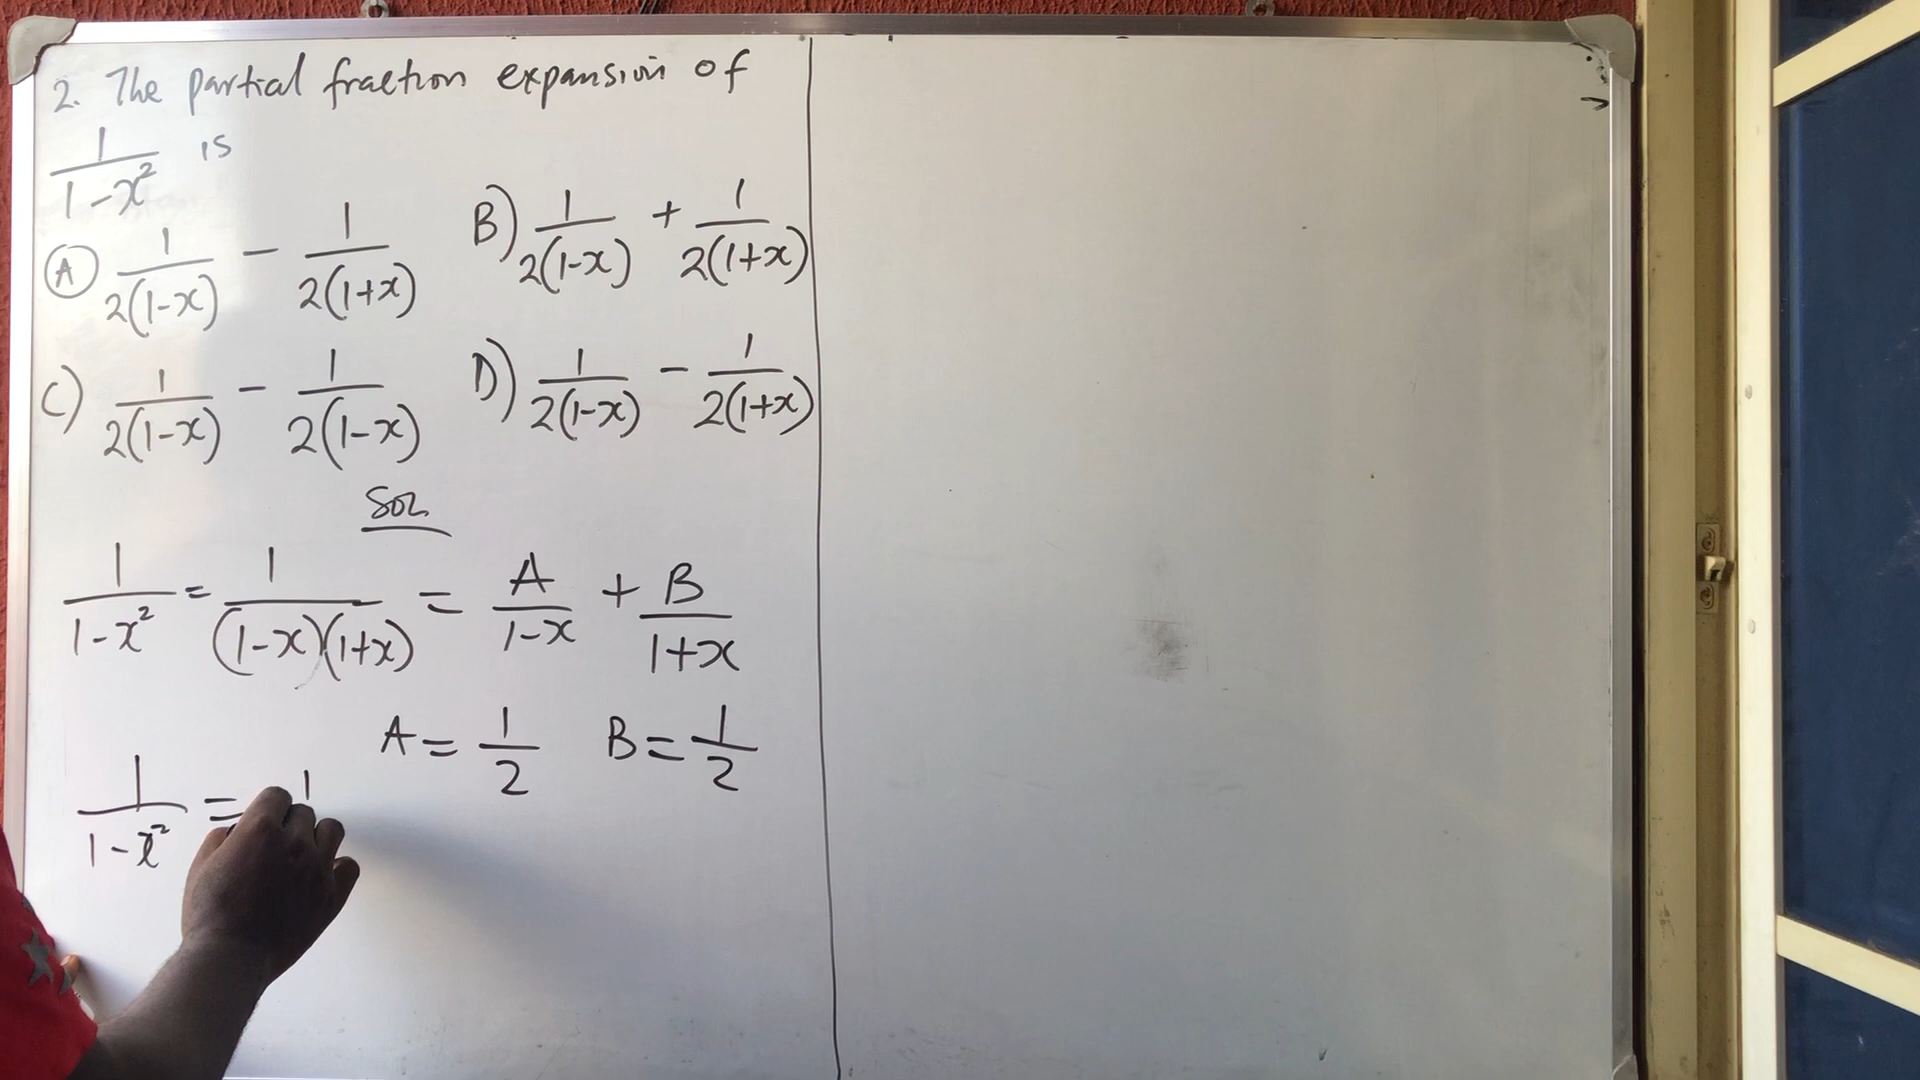 2. The partial fraction expansion of
1/(1-x²) is
A) 1/(2(1-x)) - 1/(2(1+x)) B) 1/(2(1-x)) + 1/(2(1+x))
C) 1/(2(1-x)) - 1/(2(1-x)) D) 1/(2(1-x)) - 1/(2(1+x))
Sol
1/(1-x²) = 1/((1-x)(1+x)) = A/(1-x) + B/(1+x)
A = 1/2 B = 1/2
1/(1-x²) = 1